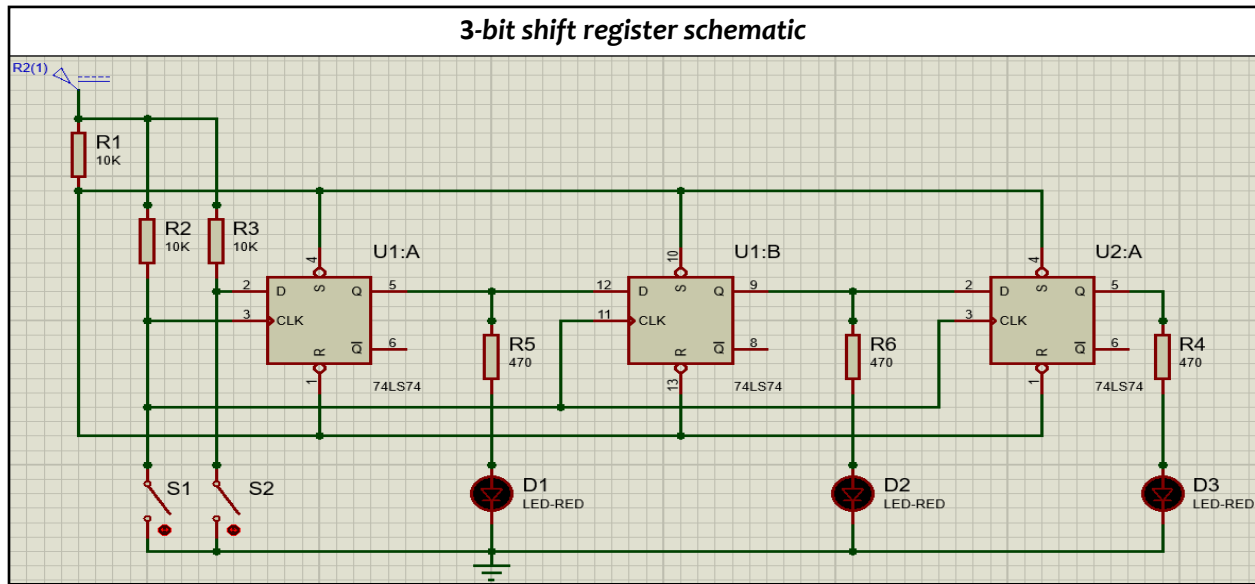 3-bit shift register schematic
R2(1)
R1
10K
R2
10K
R3
10K
U1:A
4
S
2
D
Q
5
3
CLK
R
Q
6
1
74LS74
U1:B
10
S
12
D
Q
9
11
CLK
R
Q
8
13
74LS74
U2:A
4
S
2
D
Q
5
3
CLK
R
Q
6
1
74LS74
R5
470
R6
470
R4
470
S1
S2
D1
LED-RED
D2
LED-RED
D3
LED-RED